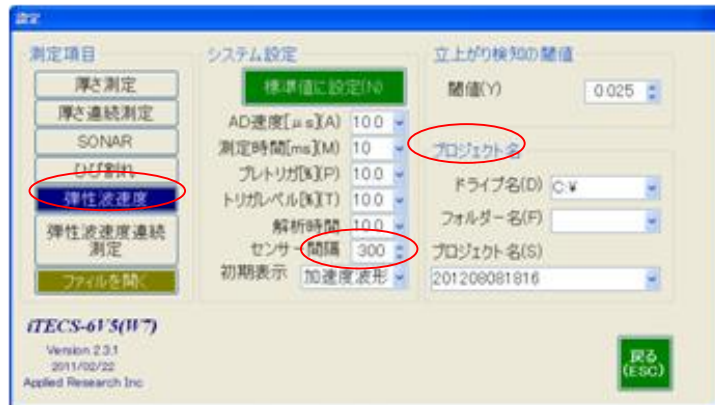 設定
測定項目
厚さ測定
厚さ連続測定
SONAR
ひび割れ
弾性波速度
弾性波速度連続
測定
ファイルを開く
iTECS-6V5(W7)
Version 2.3.1
2011/02/22
Applied Research Inc
システム設定
標準値に設定(N)
AD速度[μs](A) 10.0
測定時間[ms](M) 10
プレトリガ[%](P) 10.0
トリガレベル[%](T) 10.0
解析時間 10.0
センサー間隔 300
初期表示 加速度波形
立上がり検知の閾値
閾値(Y) 0.025
プロジェクト名
ドライブ名(D) C:¥
フォルダー名(F)
プロジェクト名(S)
201208081816
戻る
(ESC)